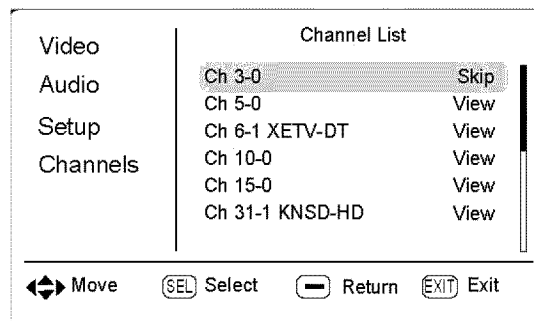 Video
Audio
Setup
Channels
Channel List
Ch 3-0 Skip
Ch 5-0 View
Ch 6-1 XETV-DT View
Ch 10-0 View
Ch 15-0 View
Ch 31-1 KNSD-HD View
Move SEL Select Return EXIT Exit